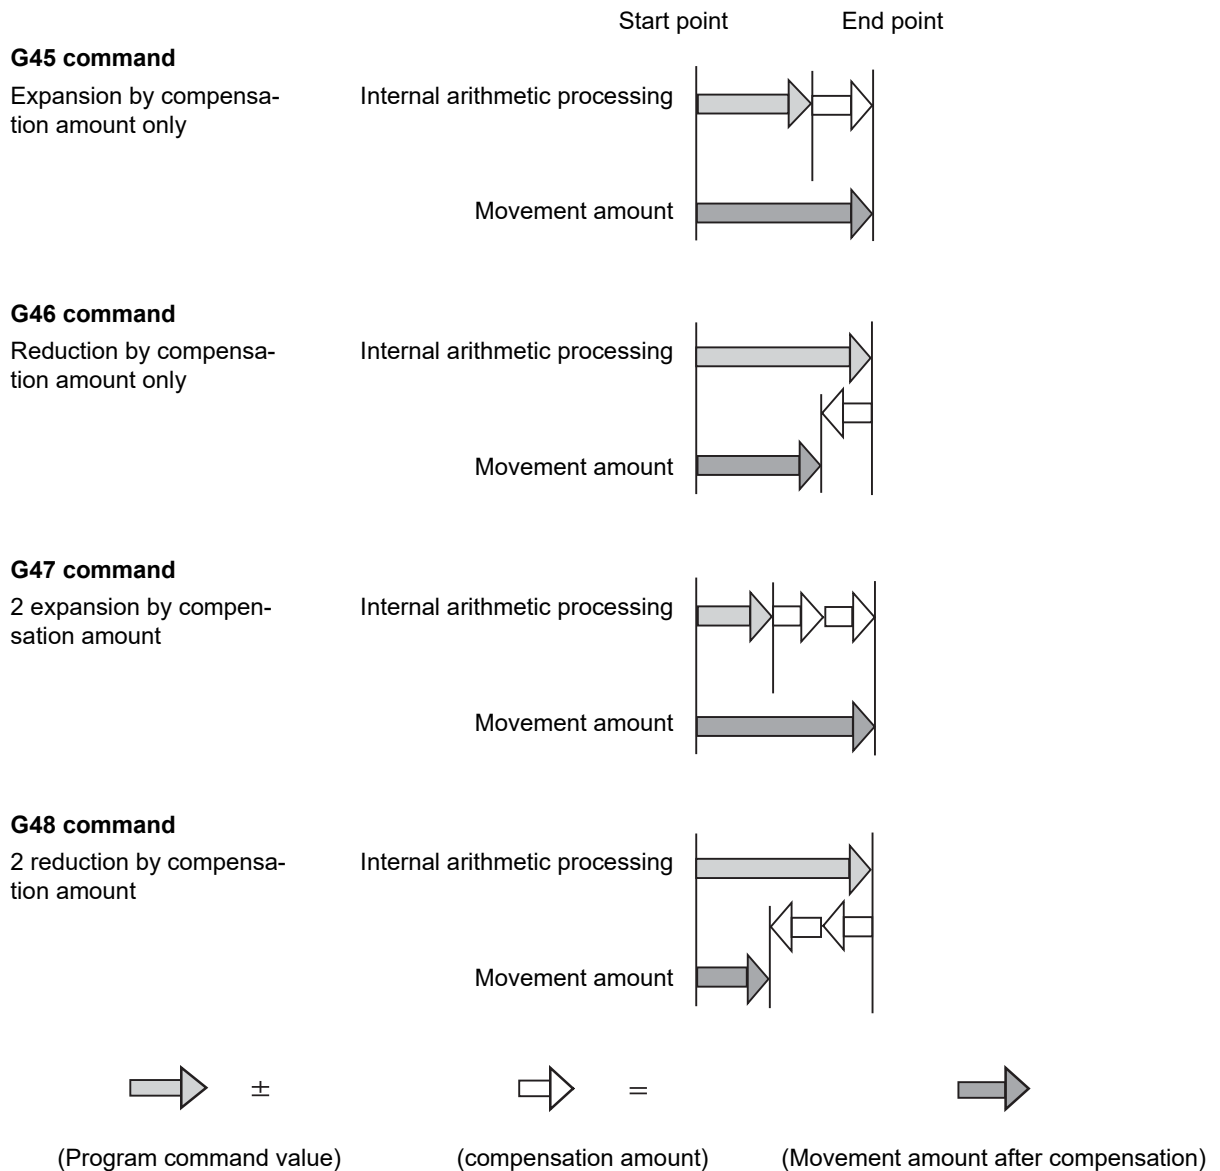 Start point End point
G45 command
Expansion by compensa- Internal arithmetic processing
tion amount only
Movement amount
G46 command
Reduction by compensa- Internal arithmetic processing
tion amount only
Movement amount
G47 command
2 expansion by compen- Internal arithmetic processing
sation amount
Movement amount
G48 command
2 reduction by compensa- Internal arithmetic processing
tion amount
Movement amount
± =
(Program command value) (compensation amount) (Movement amount after compensation)